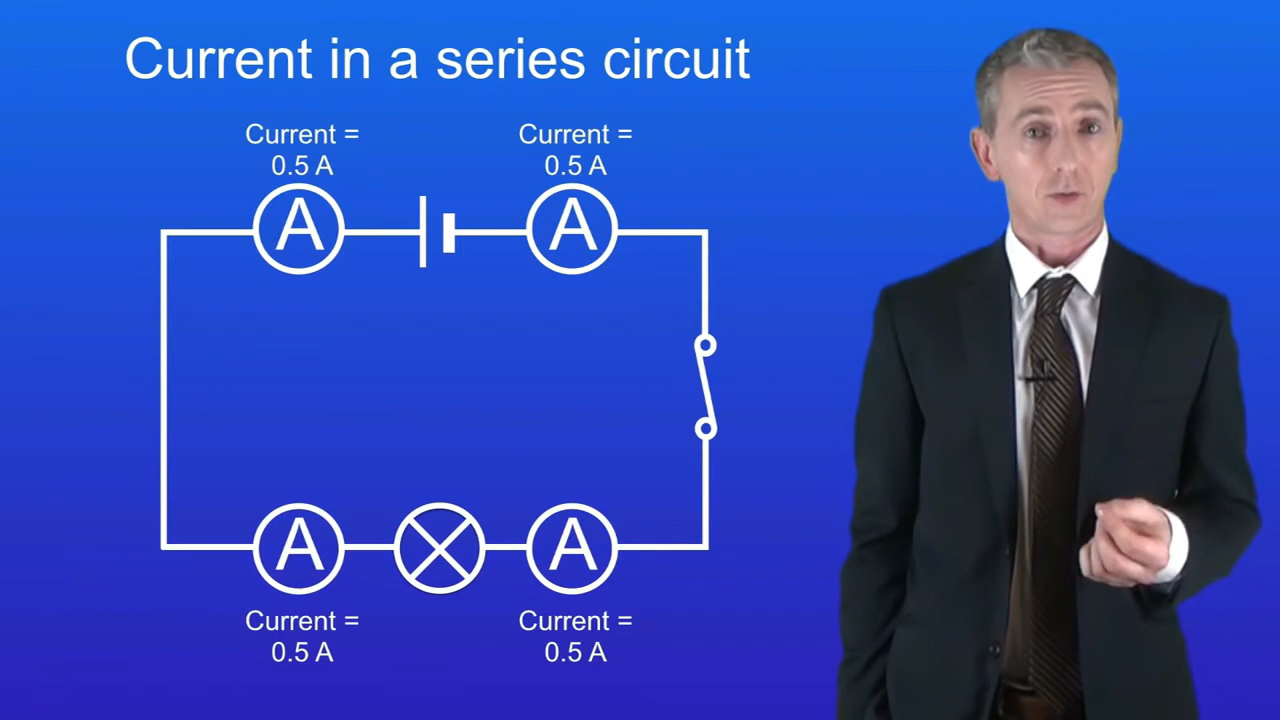 Current in a series circuit
Current =
0.5 A
Current =
0.5 A
A
A
A
A
Current =
0.5 A
Current =
0.5 A